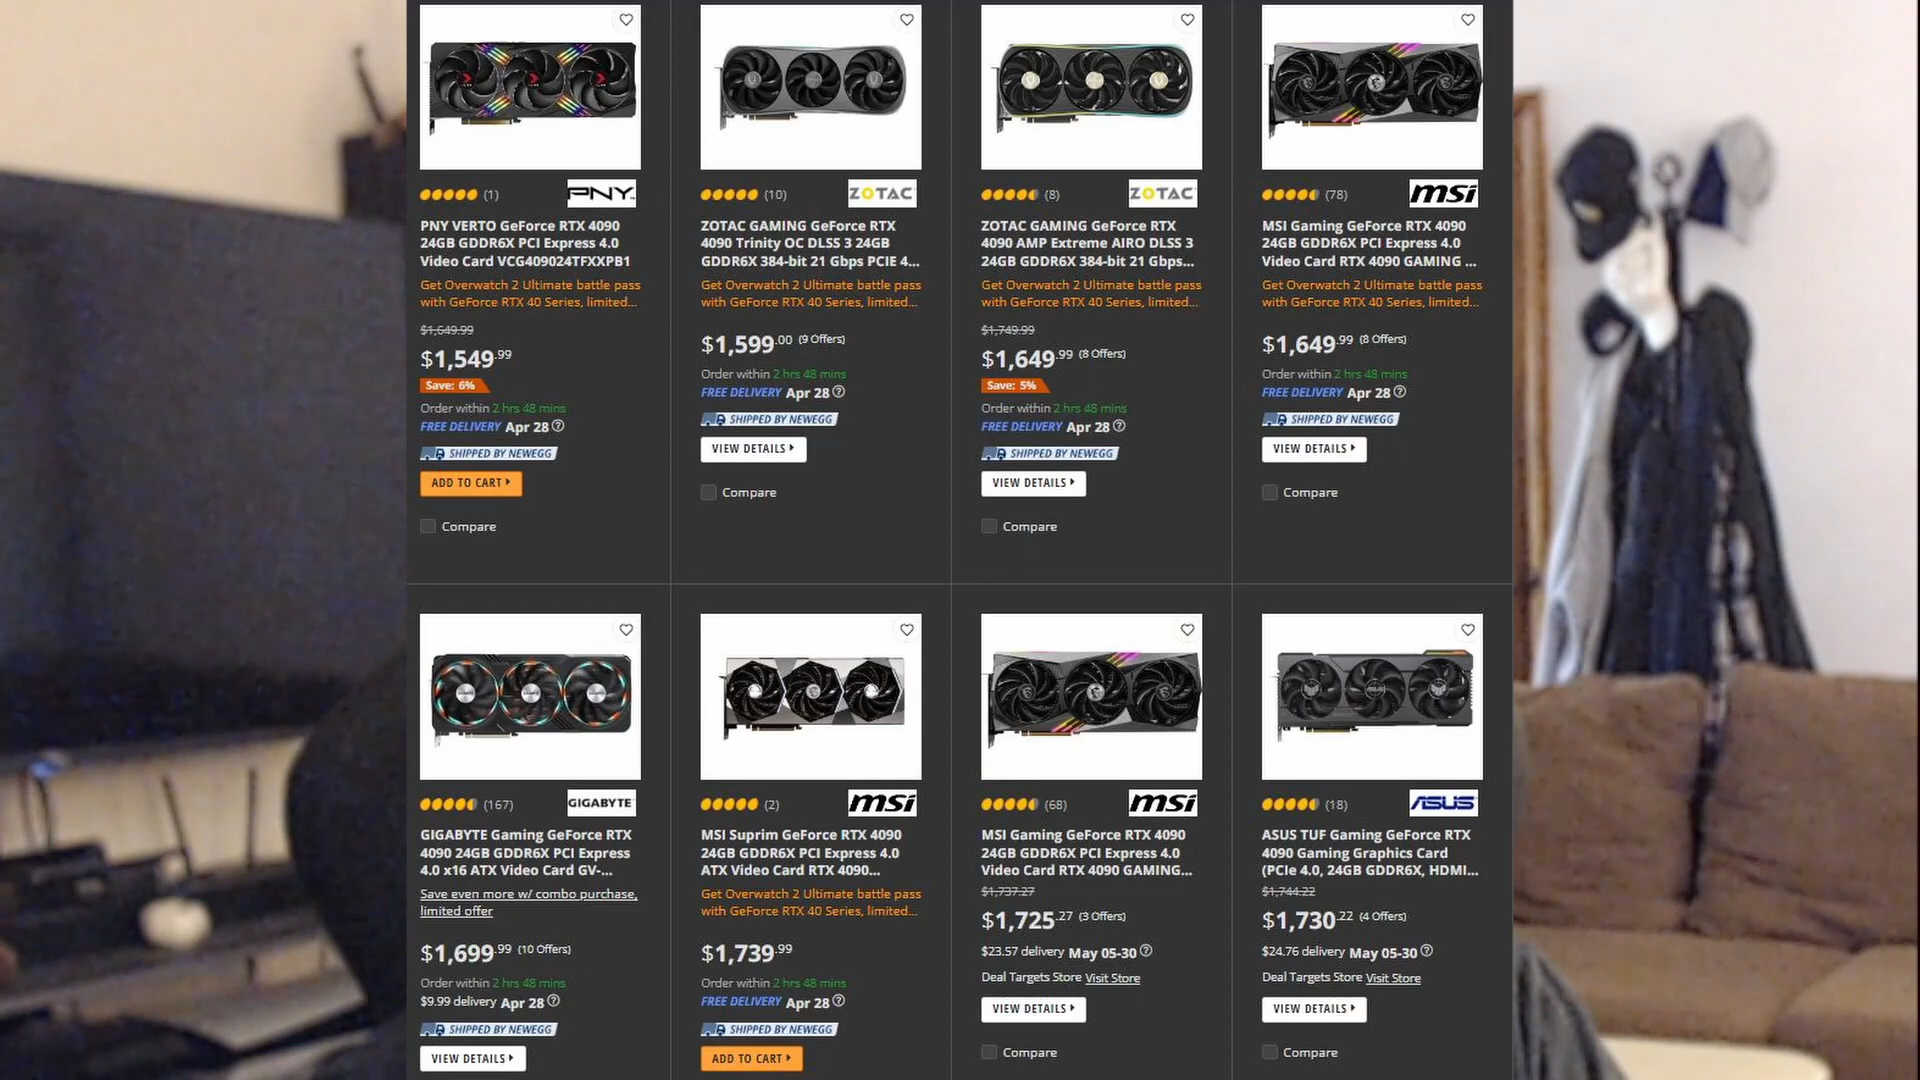 (1)
PNY
PNY VERTO GeForce RTX 4090
24GB GDDR6X PCI Express 4.0
Video Card VCG409024TFXXPB1
Get Overwatch 2 Ultimate battle pass
with GeForce RTX 40 Series, limited...
$1,649.99
$1,549.99
Save: 6%
Order within 2 hrs 48 mins
FREE DELIVERY Apr 28
SHIPPED BY NEWEGG
ADD TO CART
Compare
(10)
ZOTAC
ZOTAC GAMING GeForce RTX
4090 Trinity OC DLSS 3 24GB
GDDR6X 384-bit 21 Gbps PCIE 4...
Get Overwatch 2 Ultimate battle pass
with GeForce RTX 40 Series, limited...
$1,599.00 (9 Offers)
Order within 2 hrs 48 mins
FREE DELIVERY Apr 28
SHIPPED BY NEWEGG
VIEW DETAILS
Compare
(8)
ZOTAC
ZOTAC GAMING GeForce RTX
4090 AMP Extreme AIRO DLSS 3
24GB GDDR6X 384-bit 21 Gbps...
Get Overwatch 2 Ultimate battle pass
with GeForce RTX 40 Series, limited...
$1,749.99
$1,649.99 (8 Offers)
Save: 5%
Order within 2 hrs 48 mins
FREE DELIVERY Apr 28
SHIPPED BY NEWEGG
VIEW DETAILS
Compare
(78)
msi
MSI Gaming GeForce RTX 4090
24GB GDDR6X PCI Express 4.0
Video Card RTX 4090 GAMING ...
Get Overwatch 2 Ultimate battle pass
with GeForce RTX 40 Series, limited...
$1,649.99 (8 Offers)
Order within 2 hrs 48 mins
FREE DELIVERY Apr 28
SHIPPED BY NEWEGG
VIEW DETAILS
Compare
(167)
GIGABYTE
GIGABYTE Gaming GeForce RTX
4090 24GB GDDR6X PCI Express
4.0 x16 ATX Video Card GV-...
Save even more w/ combo purchase,
limited offer
$1,699.99 (10 Offers)
Order within 2 hrs 48 mins
$9.99 delivery Apr 28
SHIPPED BY NEWEGG
VIEW DETAILS
(2)
msi
MSI Suprim GeForce RTX 4090
24GB GDDR6X PCI Express 4.0
ATX Video Card RTX 4090...
Get Overwatch 2 Ultimate battle pass
with GeForce RTX 40 Series, limited...
$1,739.99
Order within 2 hrs 48 mins
FREE DELIVERY Apr 28
SHIPPED BY NEWEGG
ADD TO CART
(68)
msi
MSI Gaming GeForce RTX 4090
24GB GDDR6X PCI Express 4.0
Video Card RTX 4090 GAMING...
$1,737.27
$1,725.27 (3 Offers)
$23.57 delivery May 05-30
Deal Targets Store Visit Store
VIEW DETAILS
Compare
(18)
ASUS
ASUS TUF Gaming GeForce RTX
4090 Gaming Graphics Card
(PCIe 4.0, 24GB GDDR6X, HDMI...
$1,744.22
$1,730.22 (4 Offers)
$24.76 delivery May 05-30
Deal Targets Store Visit Store
VIEW DETAILS
Compare